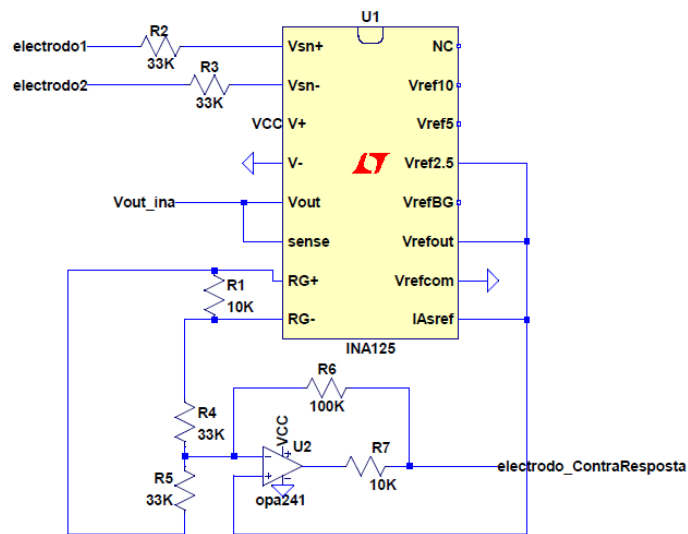 U1
electrodo1
R2
33K
Vsn+
NC
electrodo2
R3
33K
Vsn-
Vref10
VCC
V+
Vref5
V-
Vref2.5
Vout_ina
Vout
VrefBG
sense
Vrefout
R1
10K
RG+
Vrefcom
RG-
IAsref
INA125
R6
100K
R4
33K
VCC
U2
R7
10K
electrodo_ContraResposta
R5
33K
opa241